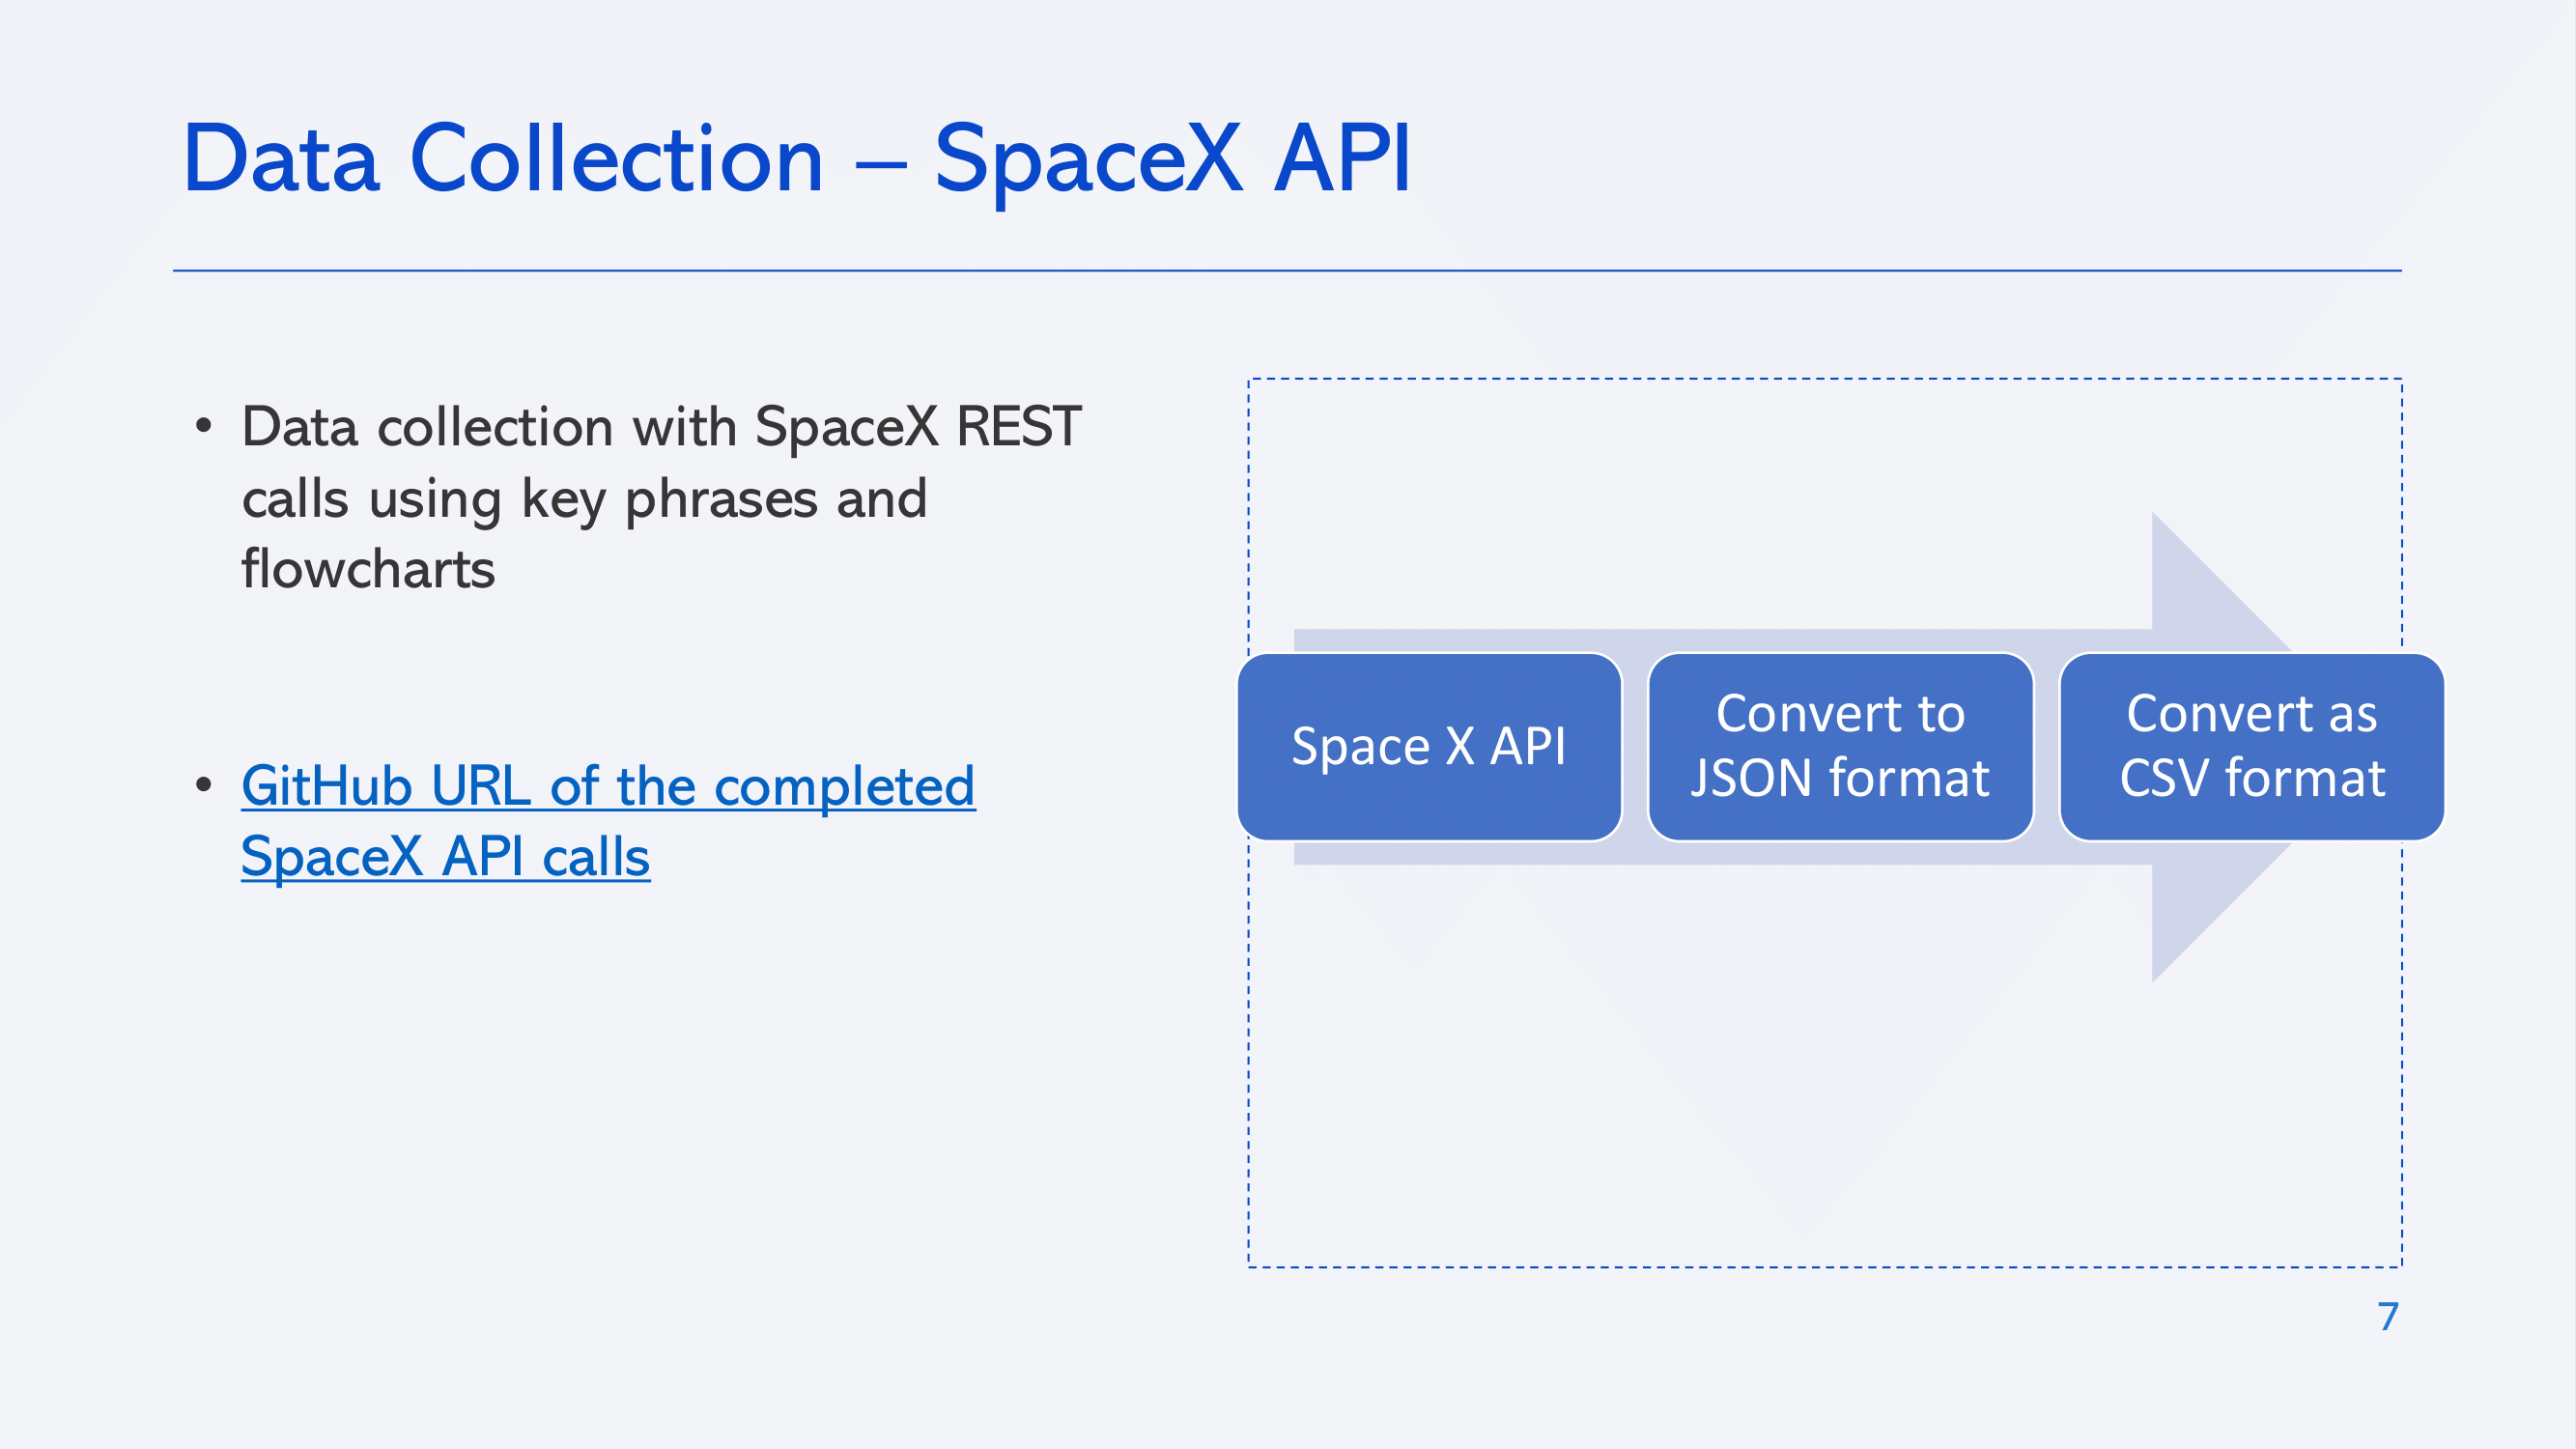 Data Collection – SpaceX API
• Data collection with SpaceX REST
calls using key phrases and
flowcharts
• GitHub URL of the completed
SpaceX API calls
Space X API
Convert to
JSON format
Convert as
CSV format
7